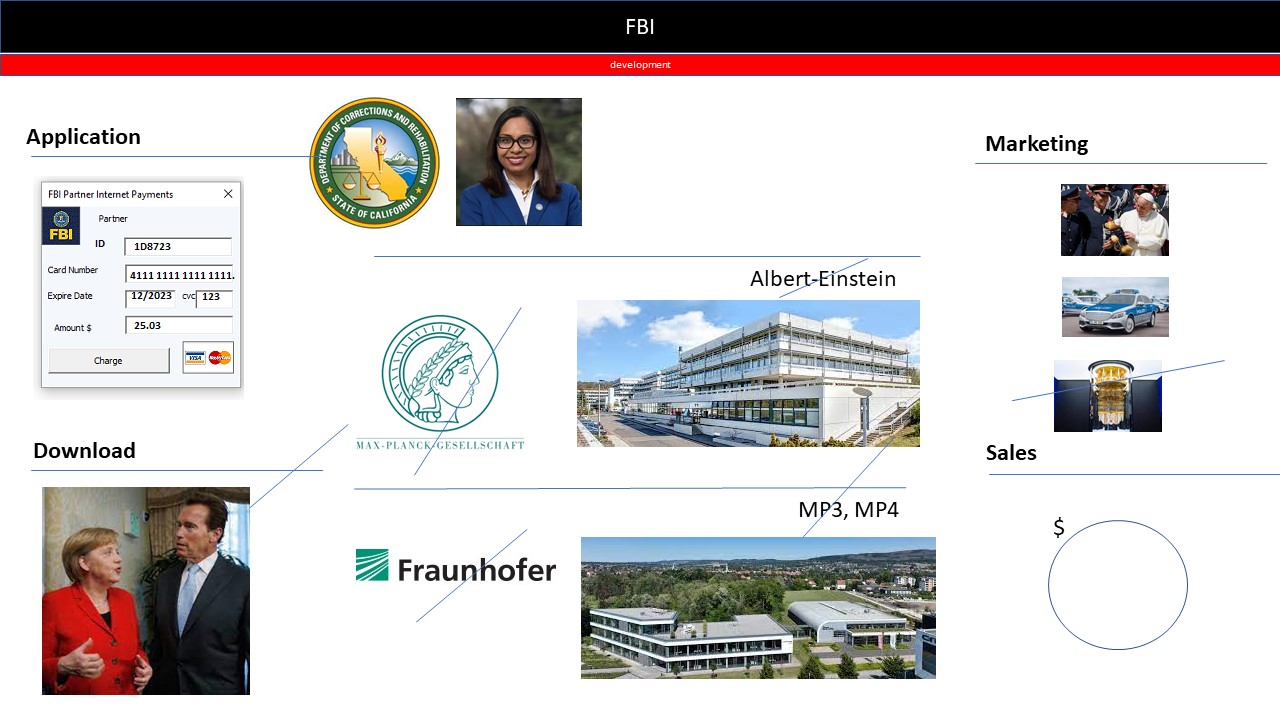 FBI
development
Application
FBI Partner Internet Payments
FBI
Partner
ID
1D8723
Card Number
4111 1111 1111 1111.
Expire Date
12/2023
cvc
123
Amount $
25.03
Charge
VISA
MasterCard
DEPARTMENT OF CORRECTIONS AND REHABILITATION
STATE OF CALIFORNIA
Marketing
Albert-Einstein
MAX-PLANCK-GESELLSCHAFT
Download
MP3, MP4
Fraunhofer
Sales
$